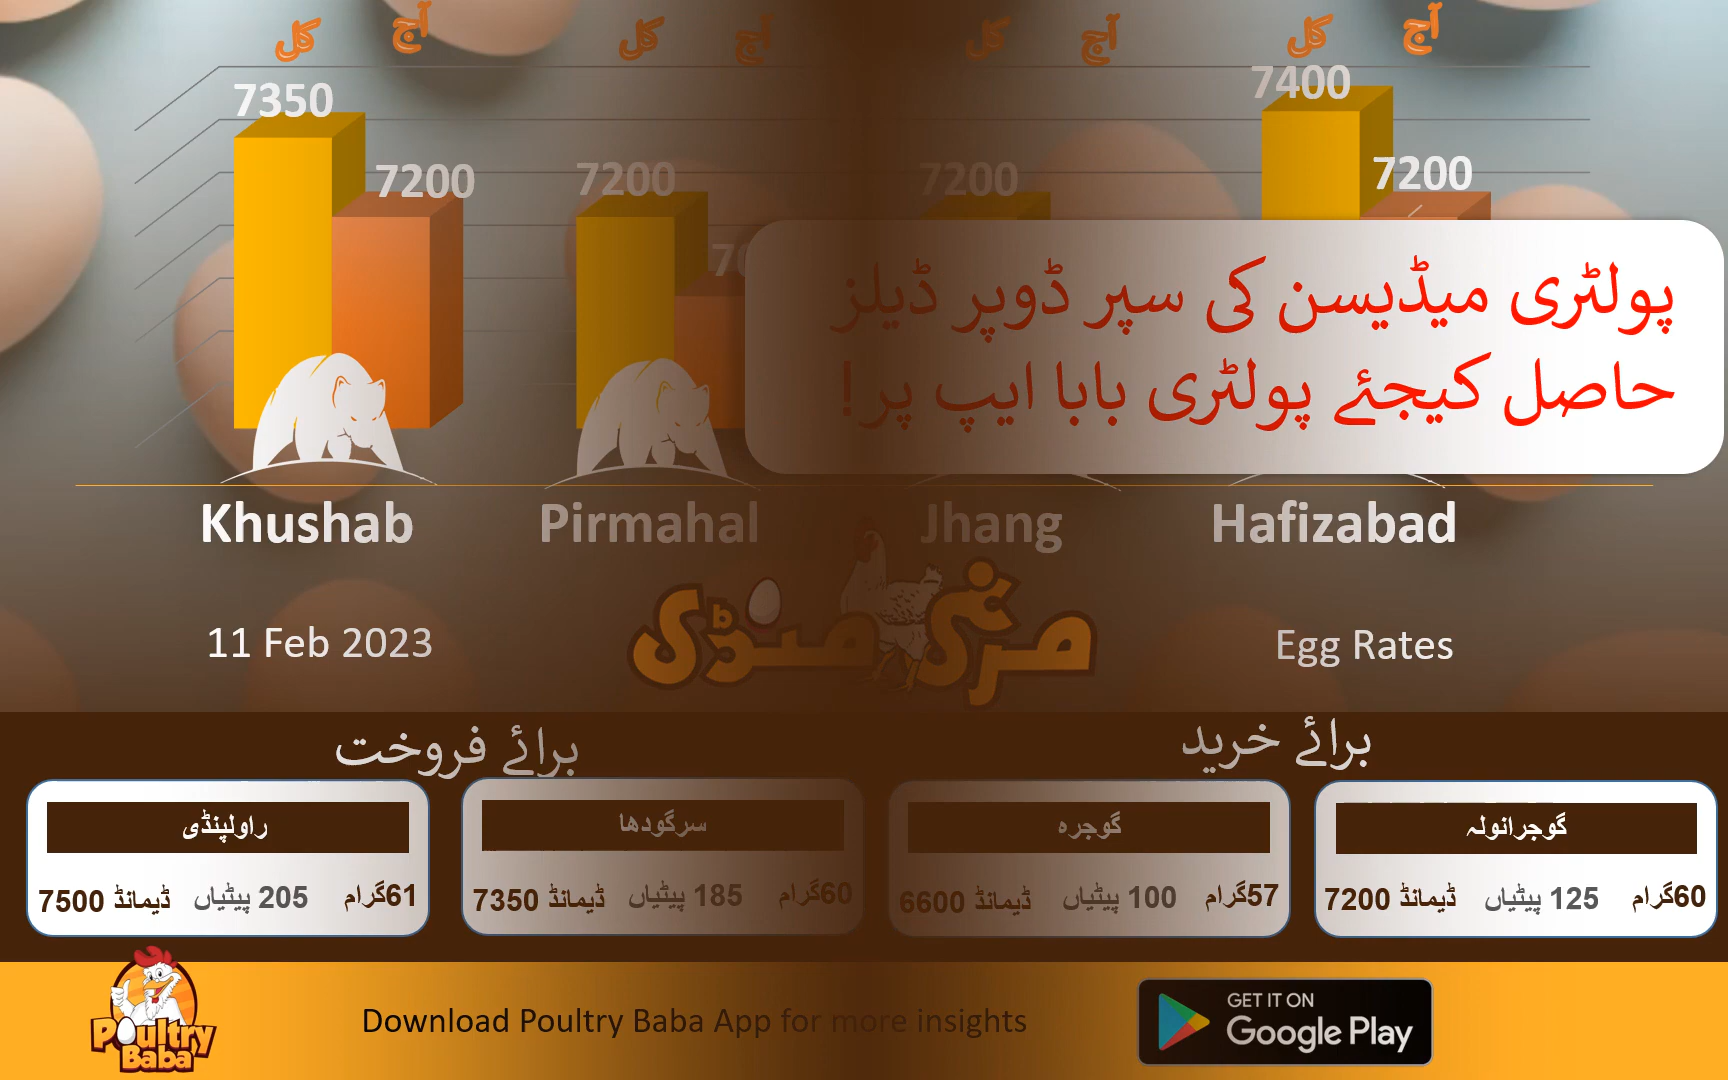 کل آج کل آج کل آج کل آج
7350 7200 7200 7200 7400 7200
پولٹری میڈیسن کی سپر ڈوپر ڈیلز
حاصل کیجئے پولٹری بابا ایپ پر!
Khushab Pirmahal Jhang Hafizabad
11 Feb 2023
مرغی منڈی
Egg Rates
برائے فروخت
برائے خرید
راولپنڈی
61گرام 205 پیٹیاں ڈیمانڈ 7500
سرگودھا
60گرام 185 پیٹیاں ڈیمانڈ 7350
گوجرہ
57گرام 100 پیٹیاں ڈیمانڈ 6600
گوجرانولہ
60گرام 125 پیٹیاں ڈیمانڈ 7200
Poultry
Baba
Download Poultry Baba App for more insights
GET IT ON
Google Play